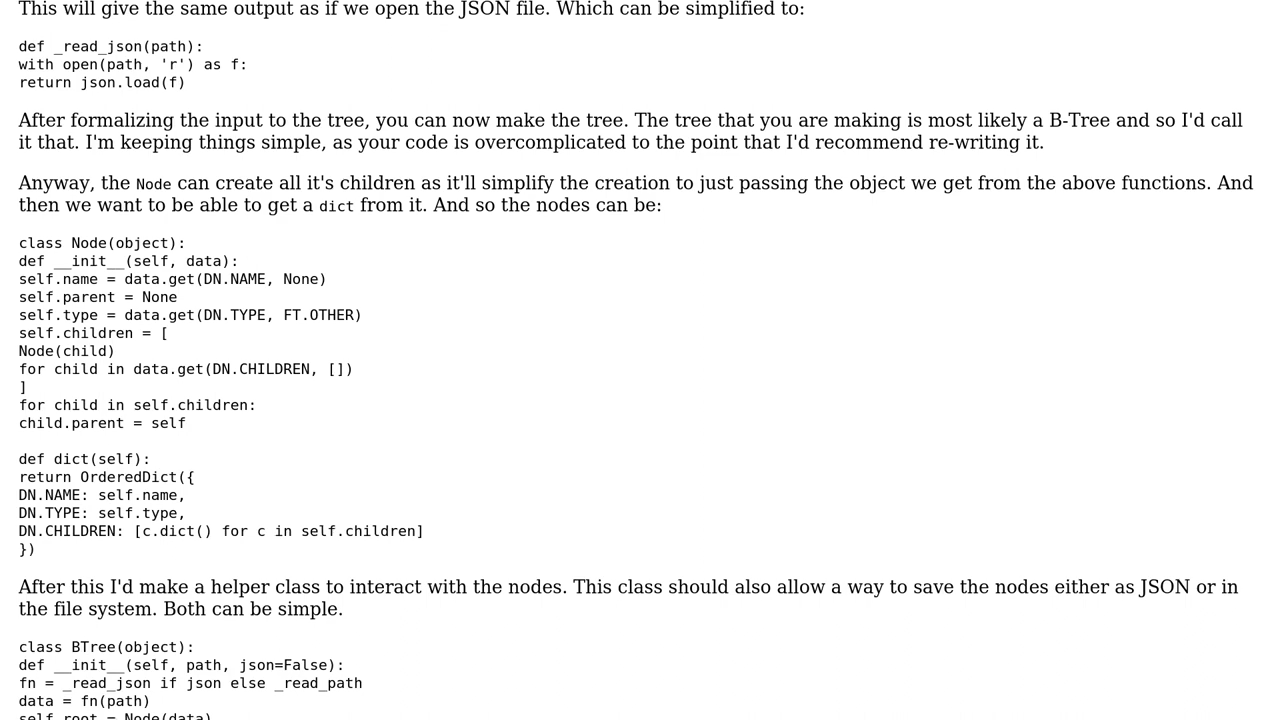 This will give the same output as if we open the JSON file. Which can be simplified to:
def _read_json(path):
with open(path, 'r') as f:
return json.load(f)
After formalizing the input to the tree, you can now make the tree. The tree that you are making is most likely a B-Tree and so I'd call
it that. I'm keeping things simple, as your code is overcomplicated to the point that I'd recommend re-writing it.
Anyway, the Node can create all it's children as it'll simplify the creation to just passing the object we get from the above functions. And
then we want to be able to get a dict from it. And so the nodes can be:
class Node(object):
def __init__(self, data):
self.name = data.get(DN.NAME, None)
self.parent = None
self.type = data.get(DN.TYPE, FT.OTHER)
self.children = [
Node(child)
for child in data.get(DN.CHILDREN, [])
]
for child in self.children:
child.parent = self
def dict(self):
return OrderedDict({
DN.NAME: self.name,
DN.TYPE: self.type,
DN.CHILDREN: [c.dict() for c in self.children]
})
After this I'd make a helper class to interact with the nodes. This class should also allow a way to save the nodes either as JSON or in
the file system. Both can be simple.
class BTree(object):
def __init__(self, path, json=False):
fn = _read_json if json else _read_path
data = fn(path)
self.root = Node(data)